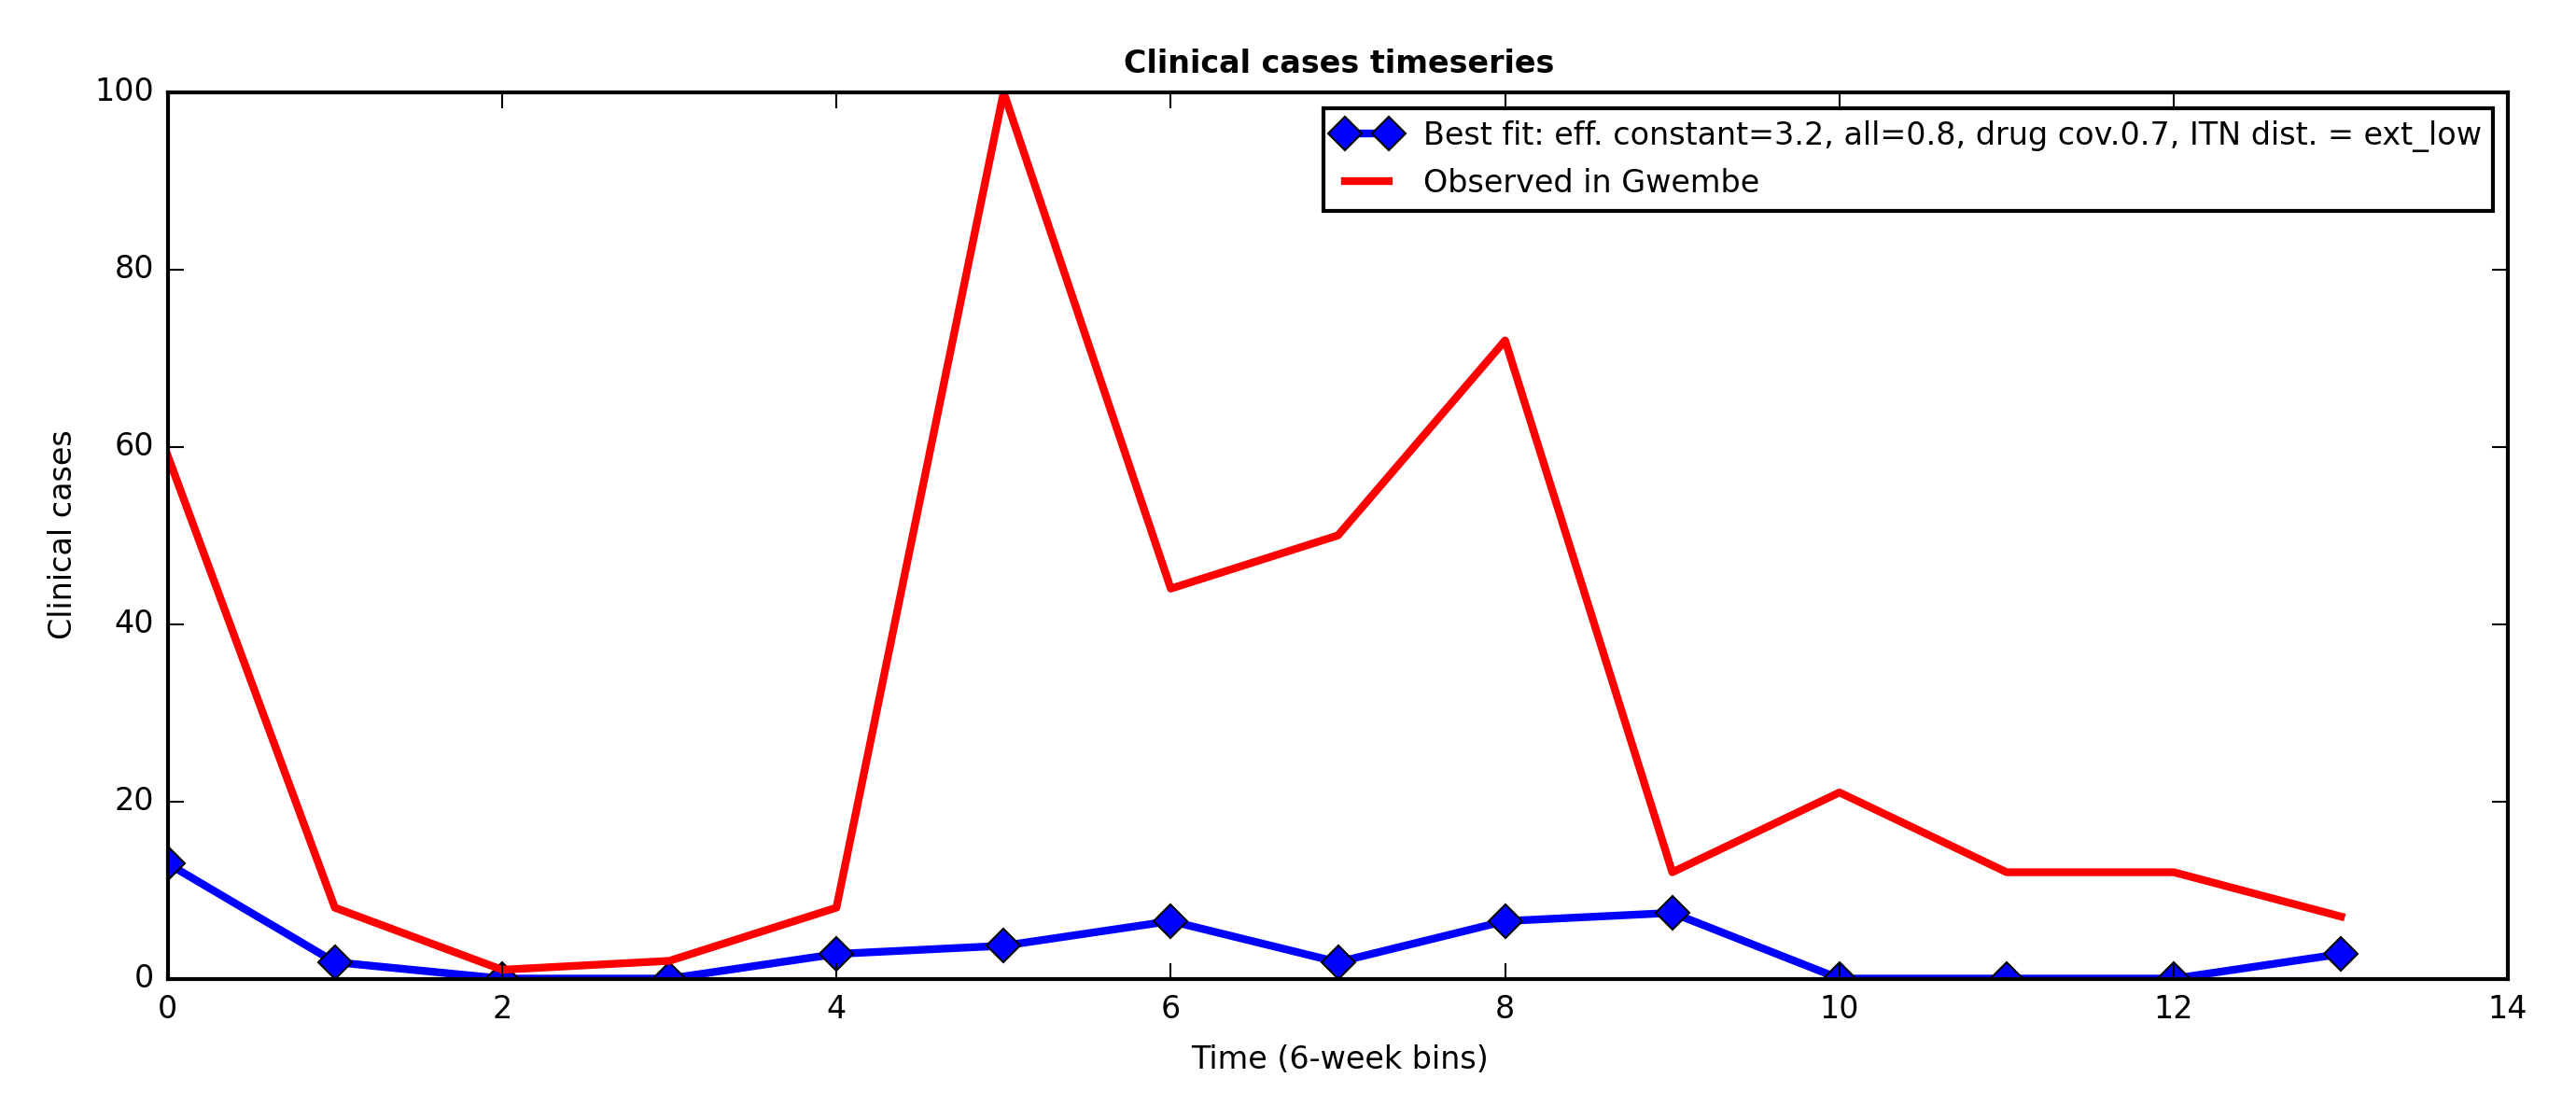 Clinical cases timeseries
100
80
60
40
20
0
Clinical cases
Best fit: eff. constant=3.2, all=0.8, drug cov.0.7, ITN dist. = ext_low
Observed in Gwembe
0 2 4 6 8 10 12 14
Time (6-week bins)